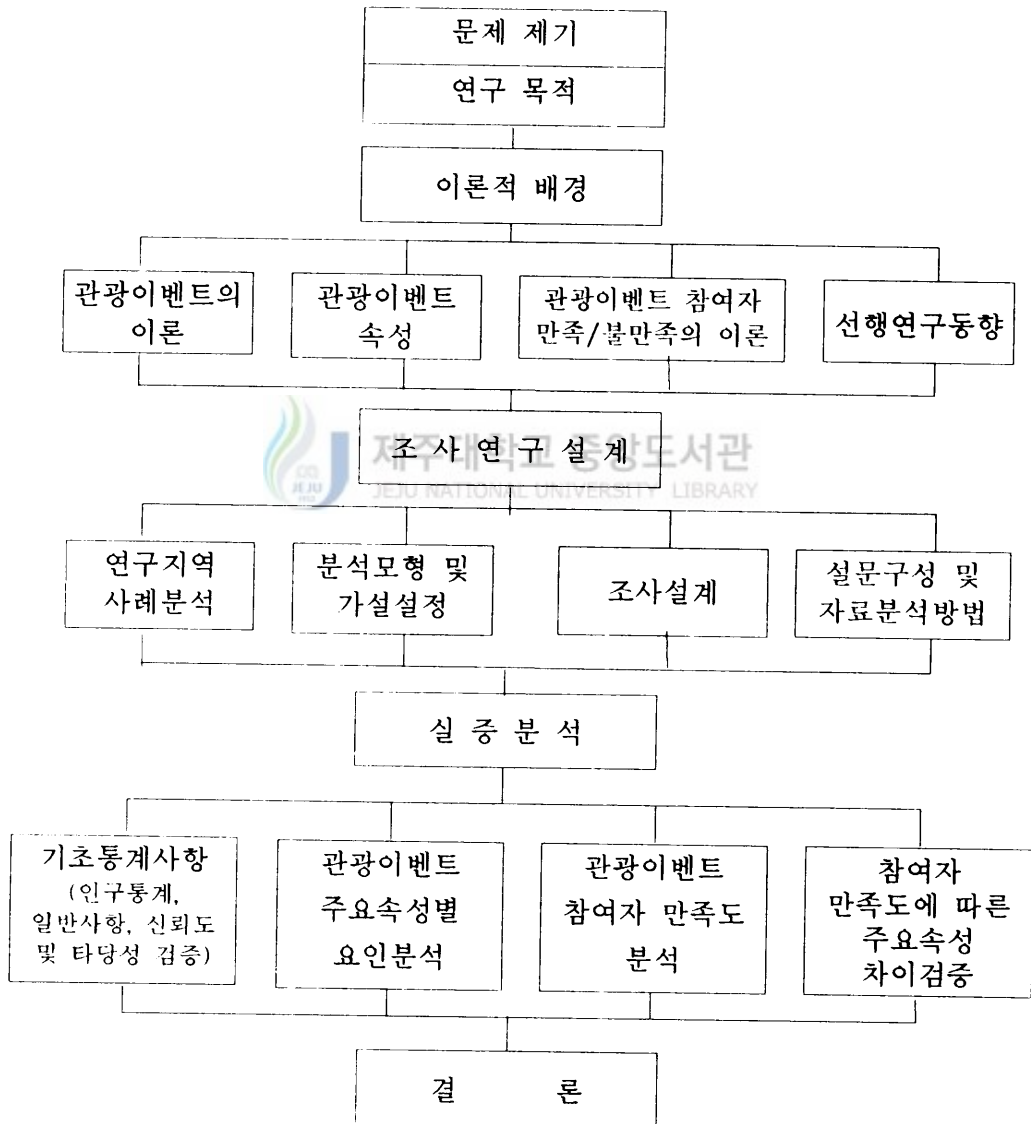 문제 제기
연구 목적
이론적 배경
관광이벤트의
이론
관광이벤트
속성
관광이벤트 참여자
만족/불만족의 이론
선행연구동향
조 사 연 구 설 계
제주대학교 중앙도서관
JEJU NATIONAL UNIVERSITY LIBRARY
JEJU
1952
연구지역
사례분석
분석모형 및
가설설정
조사설계
설문구성 및
자료분석방법
실 증 분 석
기초통계사항
(인구통계,
일반사항, 신뢰도
및 타당성 검증)
관광이벤트
주요속성별
요인분석
관광이벤트
참여자 만족도
분석
참여자
만족도에 따른
주요속성
차이검증
결 론